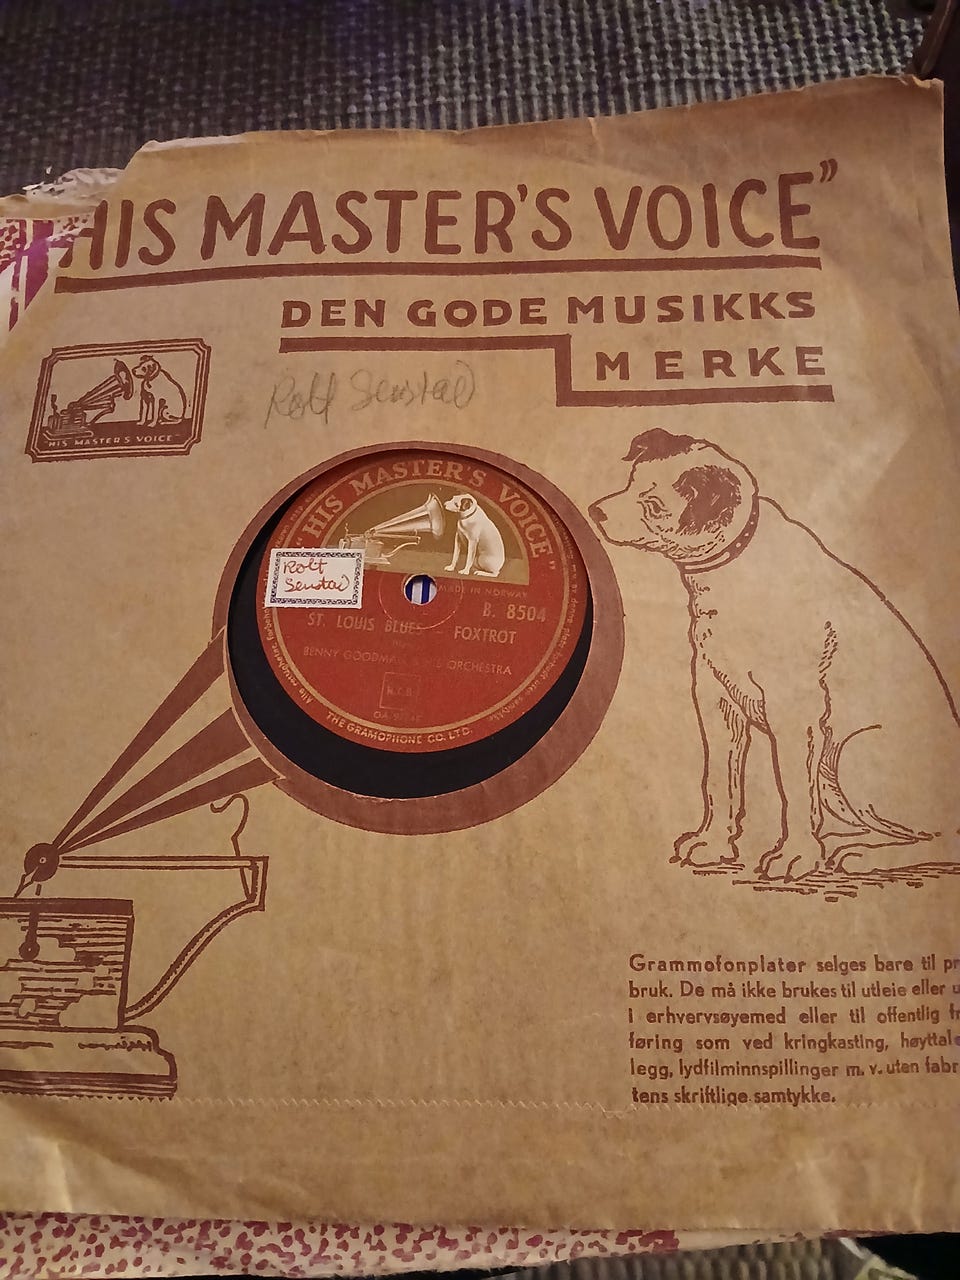 "HIS MASTER'S VOICE"
DEN GODE MUSIKKS
MERKE
"HIS MASTER'S VOICE"
Rolf Senstad
"HIS MASTER'S VOICE"
Rolf
Senstad
MADE IN NORWAY
B. 8504
ST. LOUIS BLUES — FOXTROT
BENNY GOODMAN & HIS ORCHESTRA
N.C.B.
THE GRAMOPHONE CO. LTD.
Grammofonplater selges bare til pr
bruk. De må ikke brukes til utleie eller u
i erhvervsøyemed eller til offentlig fr
føring som ved kringkasting, høyttale
legg, lydfilminnspillinger m. v. uten fabr
tens skriftlige samtykke.